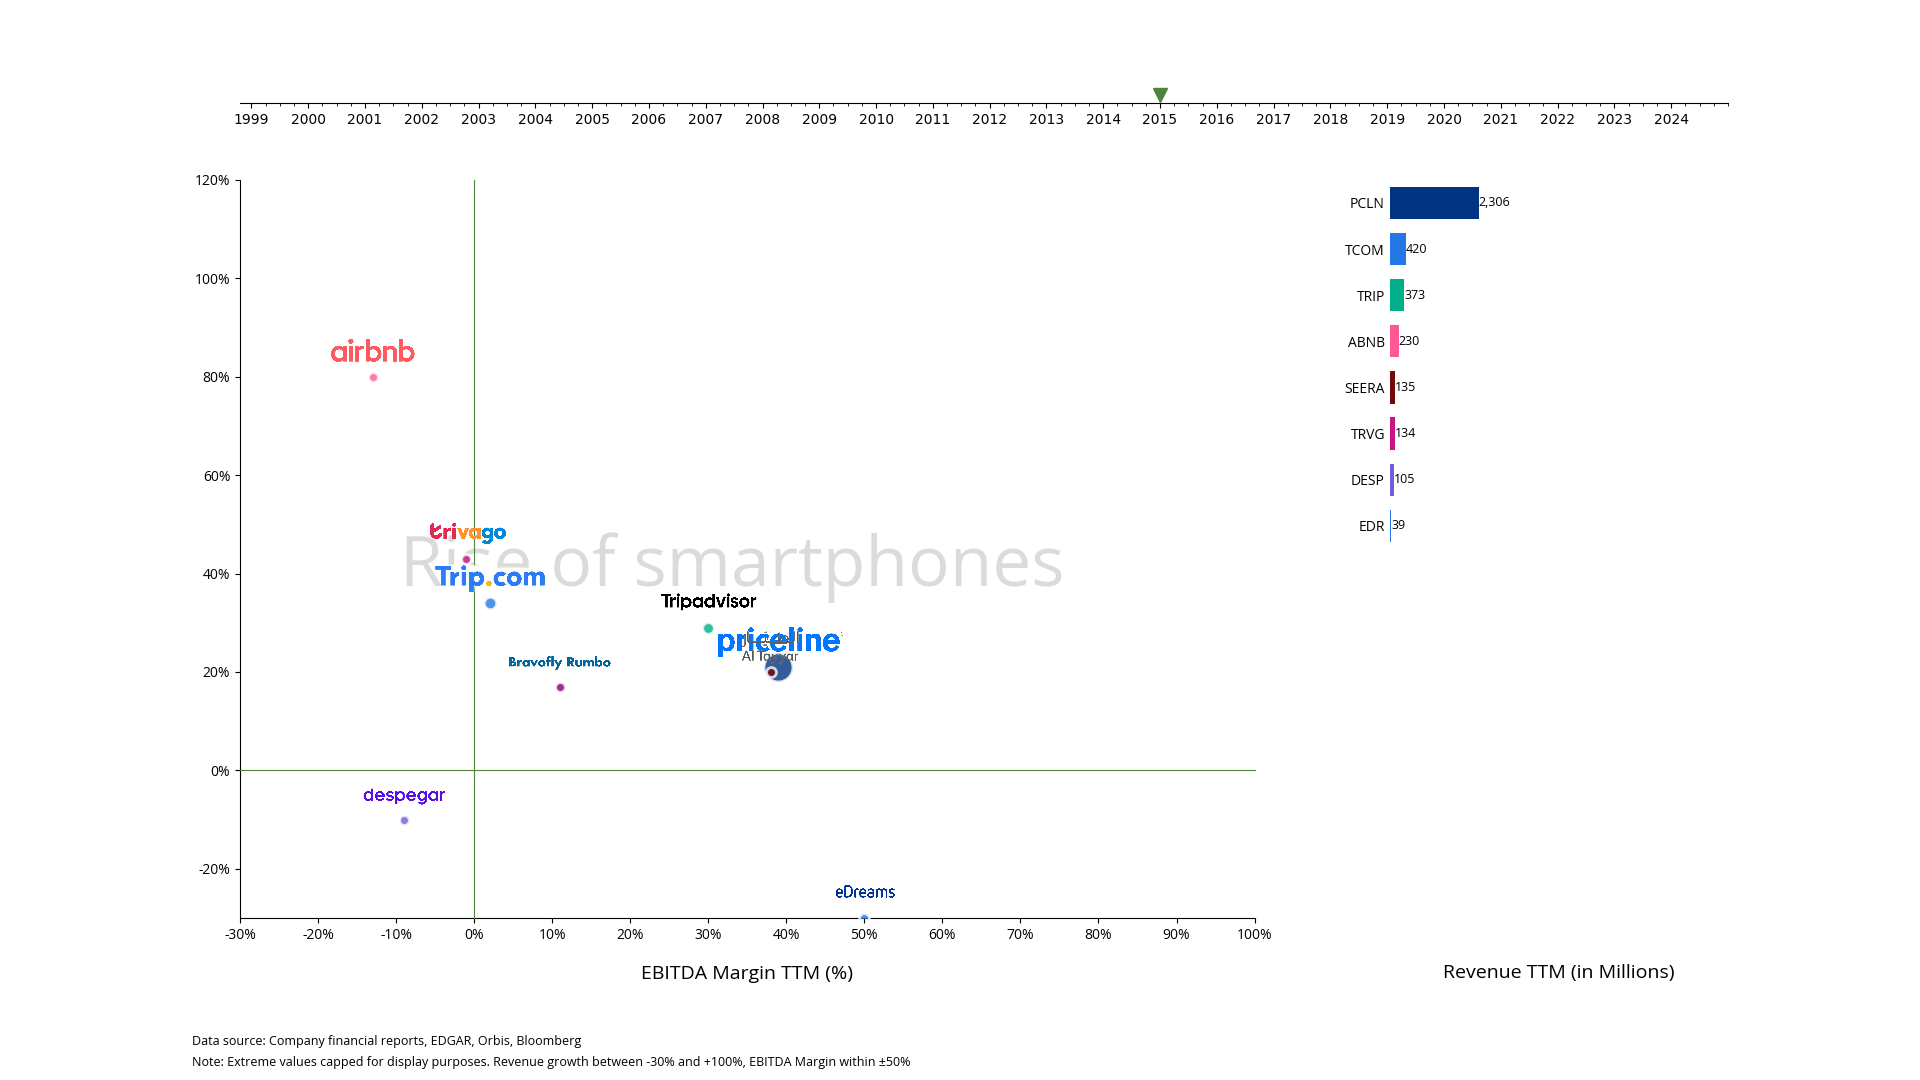 1999 2000 2001 2002 2003 2004 2005 2006 2007 2008 2009 2010 2011 2012 2013 2014 2015 2016 2017 2018 2019 2020 2021 2022 2023 2024
120%
100%
80%
60%
40%
20%
0%
-20%
airbnb
trivago
Rise of smartphones
Trip.com
Tripadvisor
priceline
Al Tayyar
Bravofly Rumbo
despegar
eDreams
-30% -20% -10% 0% 10% 20% 30% 40% 50% 60% 70% 80% 90% 100%
EBITDA Margin TTM (%)
PCLN 2,306
TCOM 420
TRIP 373
ABNB 230
SEERA 135
TRVG 134
DESP 105
EDR 39
Revenue TTM (in Millions)
Data source: Company financial reports, EDGAR, Orbis, Bloomberg
Note: Extreme values capped for display purposes. Revenue growth between -30% and +100%, EBITDA Margin within ±50%